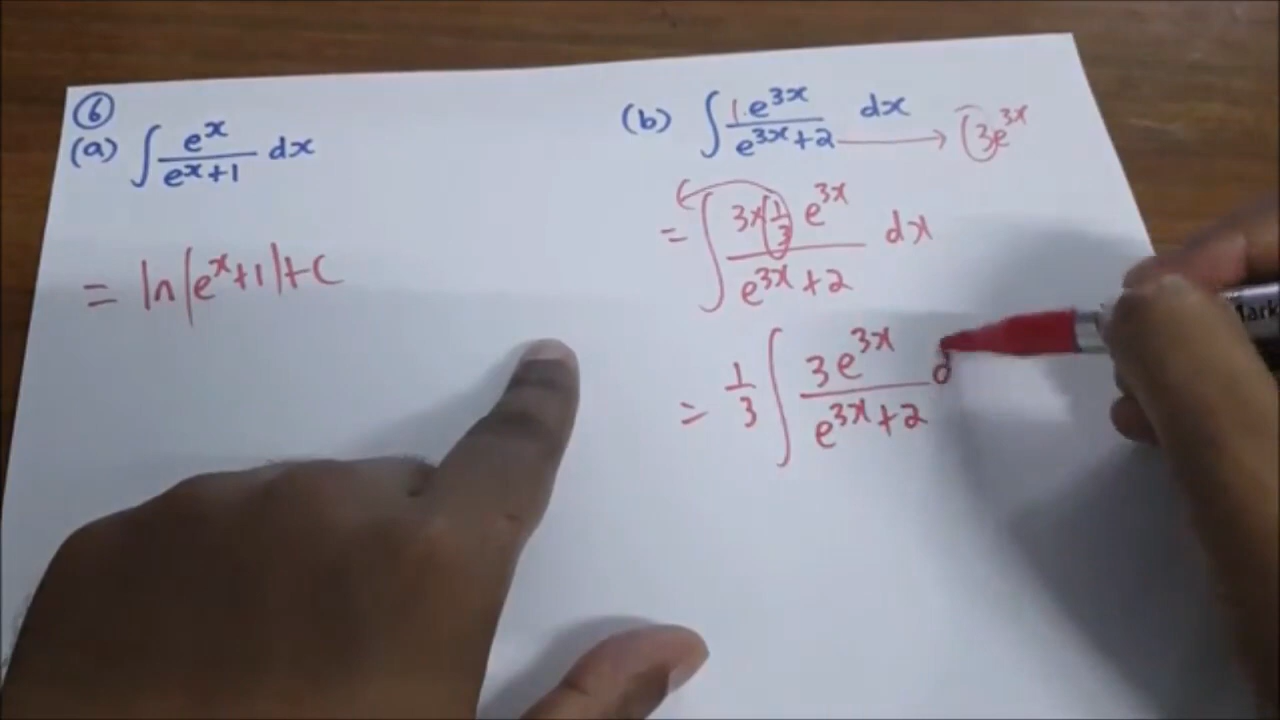 ⑥
(a) ∫ eˣ/(eˣ+1) dx
= ln|eˣ+1|+C
(b) ∫ 1·e³ˣ/(e³ˣ+2) dx → 3e³ˣ
= ∫ 3×(1/3) e³ˣ/(e³ˣ+2) dx
= 1/3 ∫ 3e³ˣ/(e³ˣ+2) d
Mark